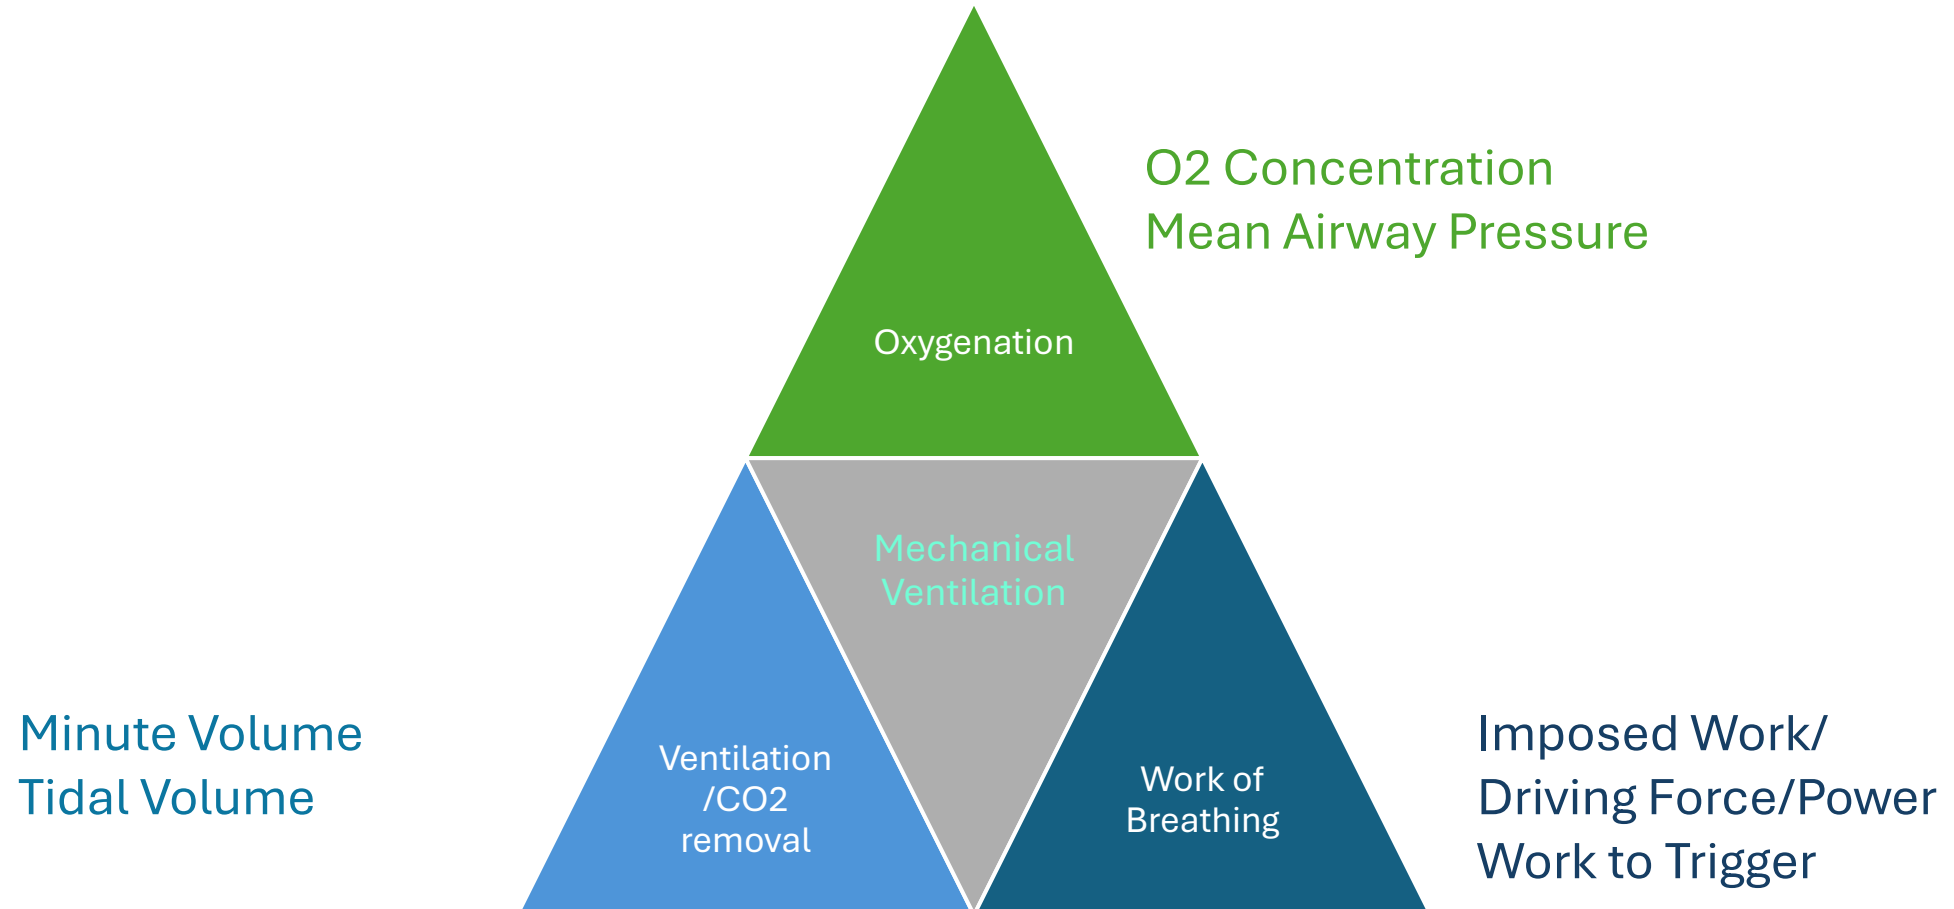 O2 Concentration
Mean Airway Pressure
Oxygenation
Mechanical
Ventilation
Minute Volume
Tidal Volume
Ventilation
/CO2
removal
Work of
Breathing
Imposed Work/
Driving Force/Power
Work to Trigger